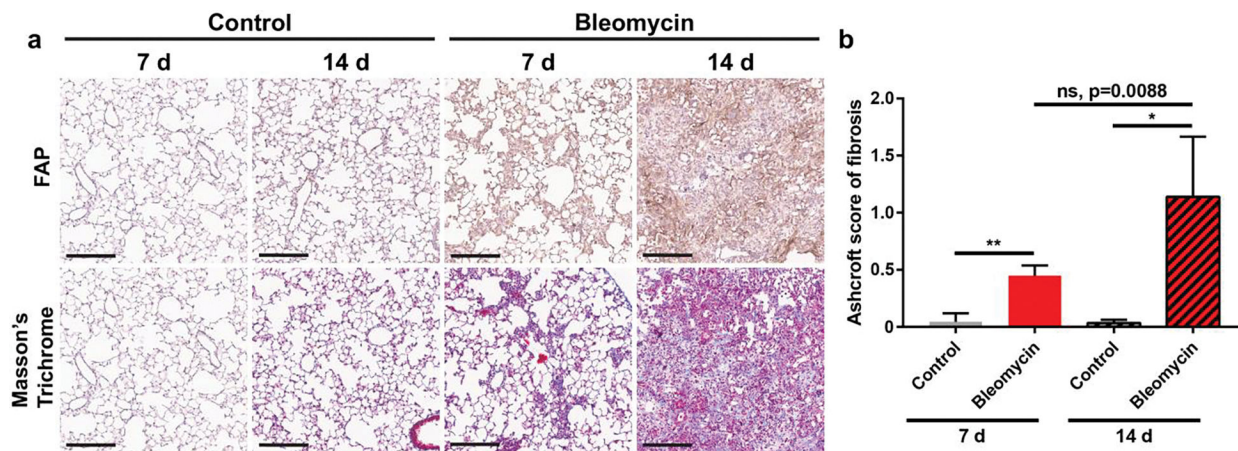 a
Control
Bleomycin
7 d
14 d
7 d
14 d
FAP
Masson's
Trichrome
b
Ashcroft score of fibrosis
2.0
1.5
1.0
0.5
0
ns, p=0.0088
*
**
Control
Bleomycin
Control
Bleomycin
7 d
14 d